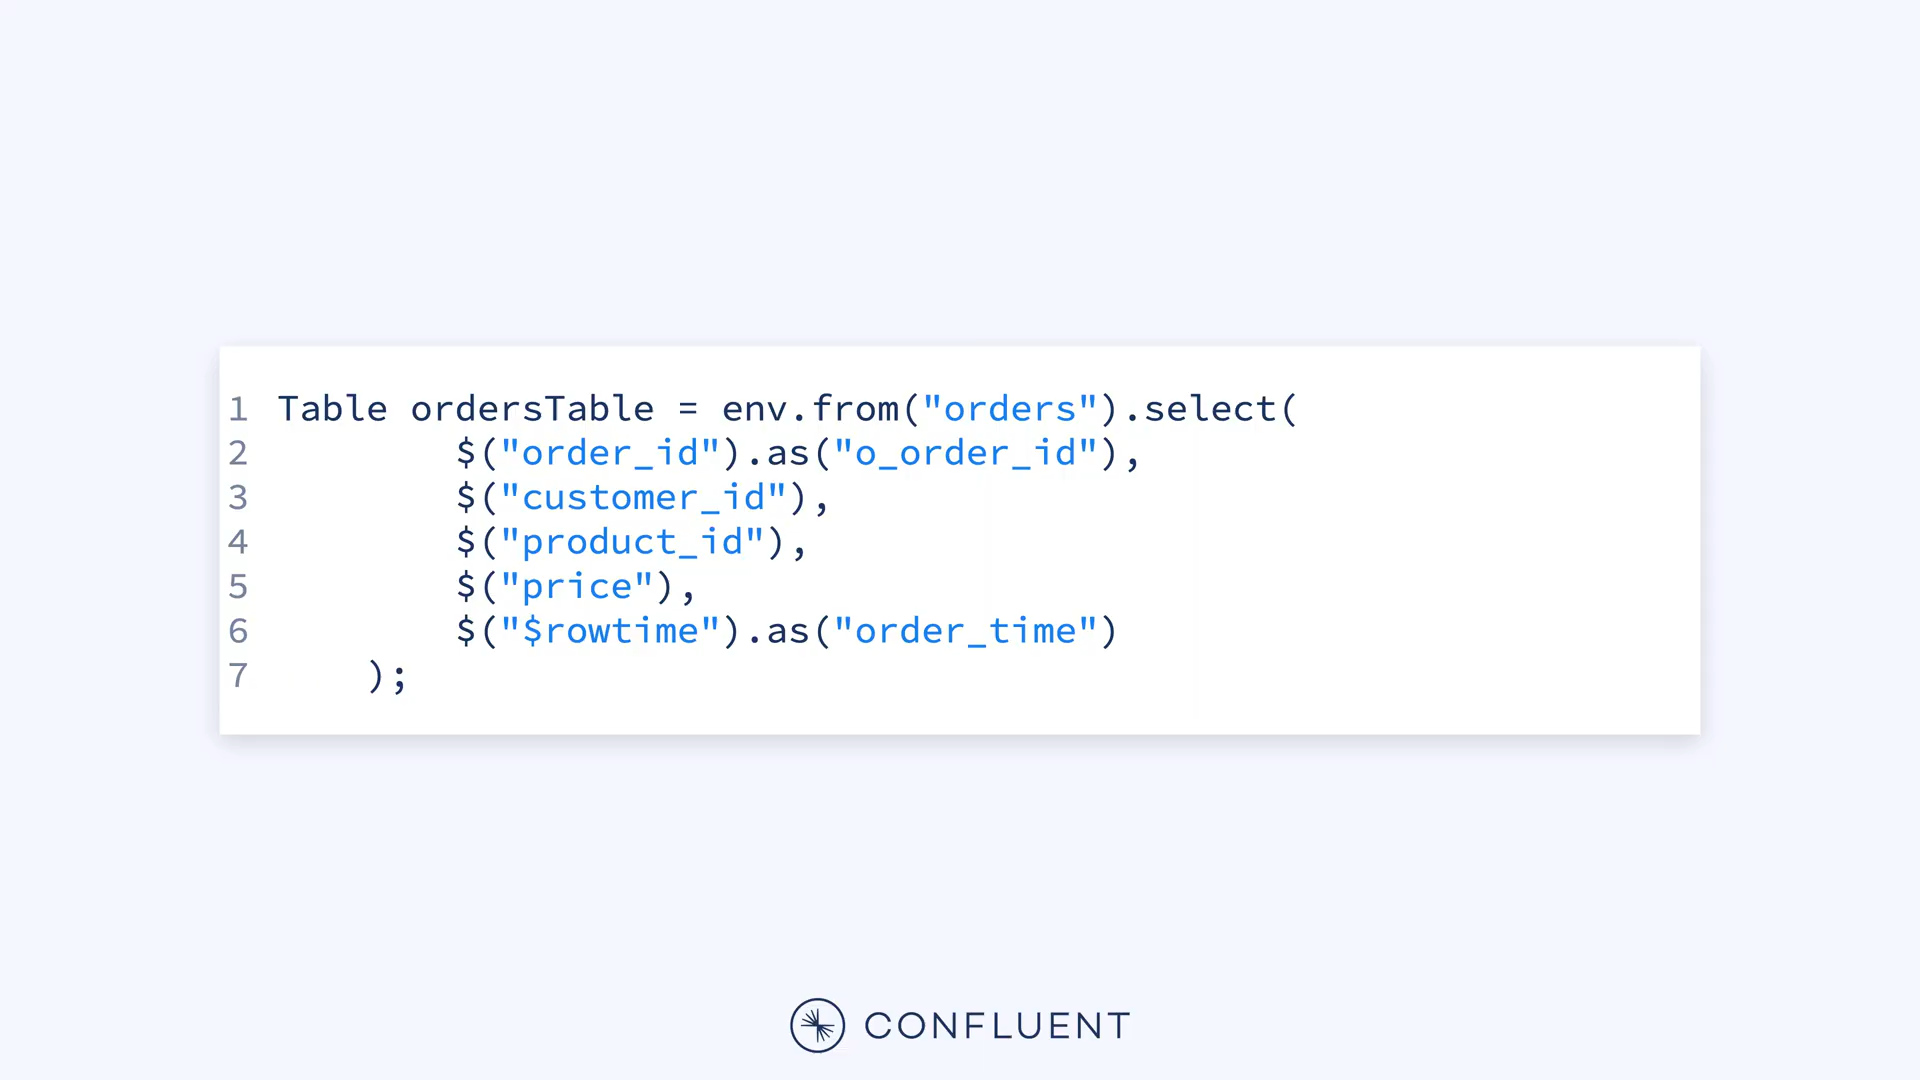 1 Table ordersTable = env.from("orders").select(
2         $("order_id").as("o_order_id"),
3         $("customer_id"),
4         $("product_id"),
5         $("price"),
6         $("$rowtime").as("order_time")
7     );
CONFLUENT